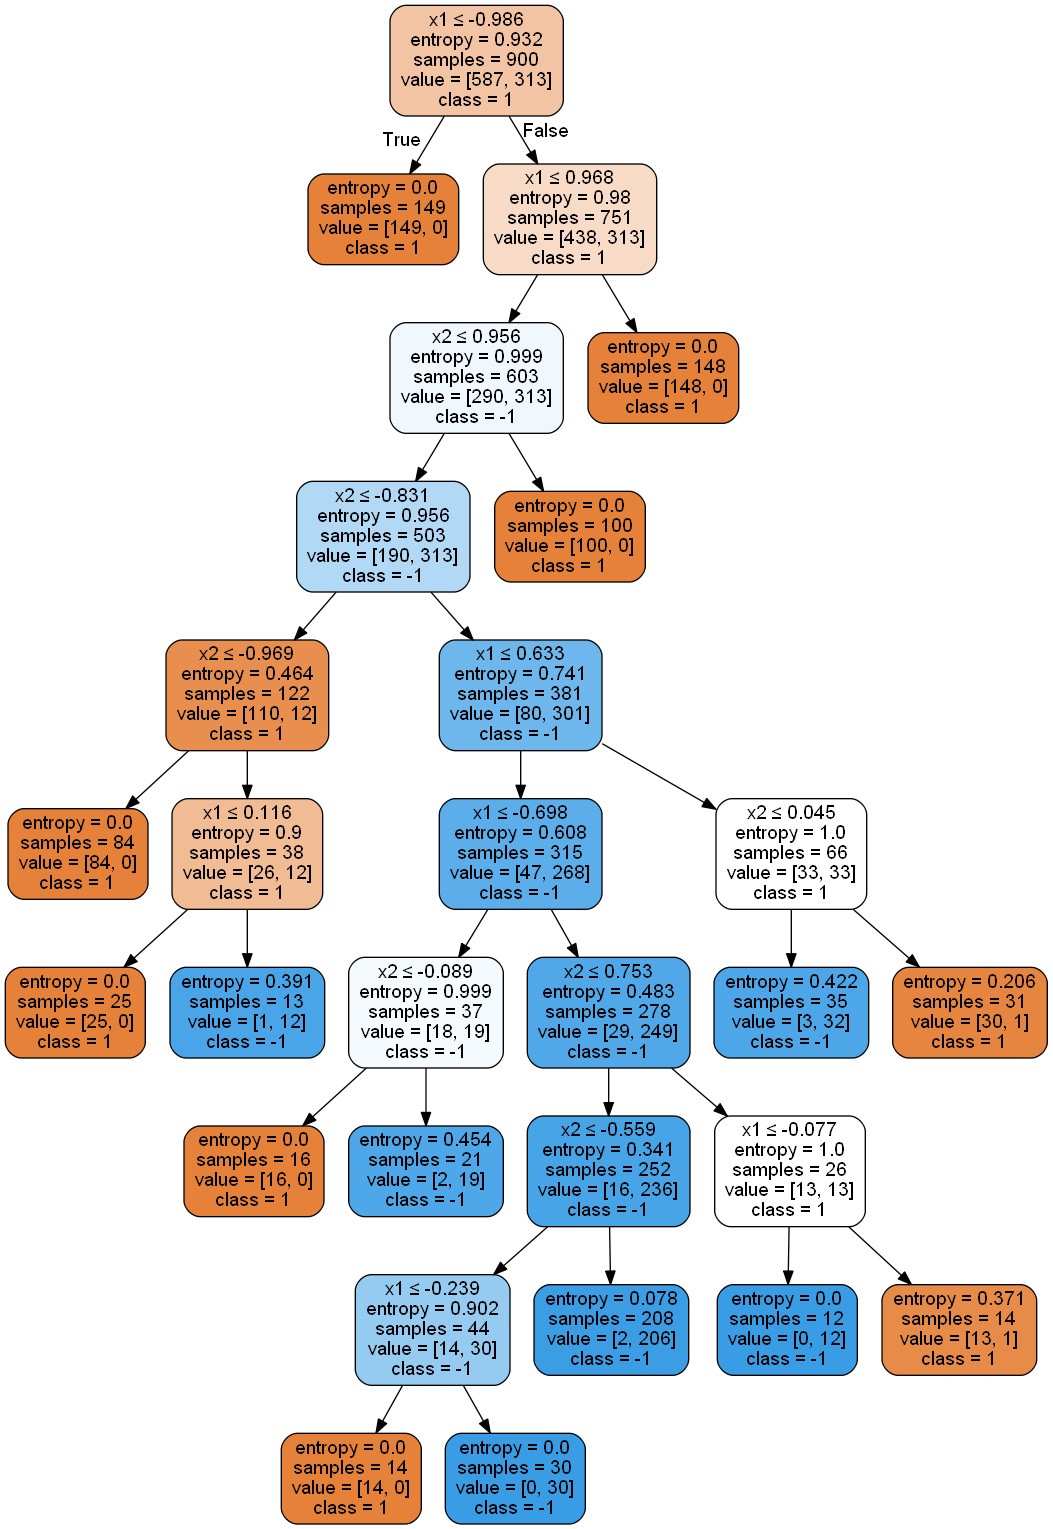 x1 ≤ -0.986
entropy = 0.932
samples = 900
value = [587, 313]
class = 1
True
False
entropy = 0.0
samples = 149
value = [149, 0]
class = 1
x1 ≤ 0.968
entropy = 0.98
samples = 751
value = [438, 313]
class = 1
x2 ≤ 0.956
entropy = 0.999
samples = 603
value = [290, 313]
class = -1
entropy = 0.0
samples = 148
value = [148, 0]
class = 1
x2 ≤ -0.831
entropy = 0.956
samples = 503
value = [190, 313]
class = -1
entropy = 0.0
samples = 100
value = [100, 0]
class = 1
x2 ≤ -0.969
entropy = 0.464
samples = 122
value = [110, 12]
class = 1
x1 ≤ 0.633
entropy = 0.741
samples = 381
value = [80, 301]
class = -1
entropy = 0.0
samples = 84
value = [84, 0]
class = 1
x1 ≤ 0.116
entropy = 0.9
samples = 38
value = [26, 12]
class = 1
x1 ≤ -0.698
entropy = 0.608
samples = 315
value = [47, 268]
class = -1
x2 ≤ 0.045
entropy = 1.0
samples = 66
value = [33, 33]
class = 1
entropy = 0.0
samples = 25
value = [25, 0]
class = 1
entropy = 0.391
samples = 13
value = [1, 12]
class = -1
x2 ≤ -0.089
entropy = 0.999
samples = 37
value = [18, 19]
class = -1
x2 ≤ 0.753
entropy = 0.483
samples = 278
value = [29, 249]
class = -1
entropy = 0.422
samples = 35
value = [3, 32]
class = -1
entropy = 0.206
samples = 31
value = [30, 1]
class = 1
entropy = 0.0
samples = 16
value = [16, 0]
class = 1
entropy = 0.454
samples = 21
value = [2, 19]
class = -1
x2 ≤ -0.559
entropy = 0.341
samples = 252
value = [16, 236]
class = -1
x1 ≤ -0.077
entropy = 1.0
samples = 26
value = [13, 13]
class = 1
x1 ≤ -0.239
entropy = 0.902
samples = 44
value = [14, 30]
class = -1
entropy = 0.078
samples = 208
value = [2, 206]
class = -1
entropy = 0.0
samples = 12
value = [0, 12]
class = -1
entropy = 0.371
samples = 14
value = [13, 1]
class = 1
entropy = 0.0
samples = 14
value = [14, 0]
class = 1
entropy = 0.0
samples = 30
value = [0, 30]
class = -1